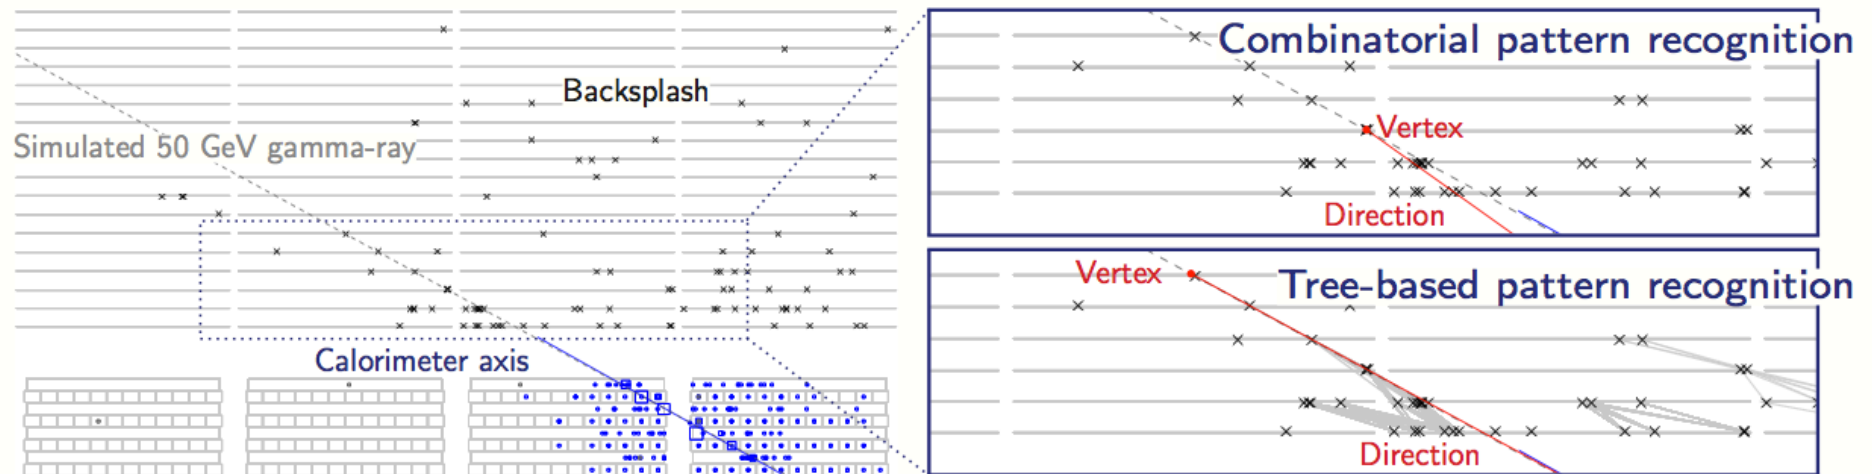 Backsplash
Simulated 50 GeV gamma-ray
Calorimeter axis
Combinatorial pattern recognition
Vertex
Direction
Vertex
Tree-based pattern recognition
Direction